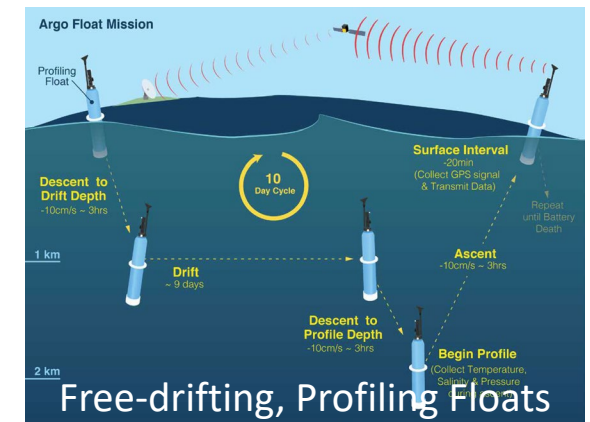 Argo Float Mission
Profiling
Float
Descent to
Drift Depth
-10cm/s ~ 3hrs
10
Day Cycle
Surface Interval
~20min
(Collect GPS signal
& Transmit Data)
Repeat
until Battery
Death
1 km
Drift
~ 9 days
Ascent
-10cm/s ~ 3hrs
Descent to
Profile Depth
-10cm/s ~ 3hrs
Begin Profile
(Collect Temperature,
Salinity & Pressure
during ascent)
2 km
Free-drifting, Profiling Floats